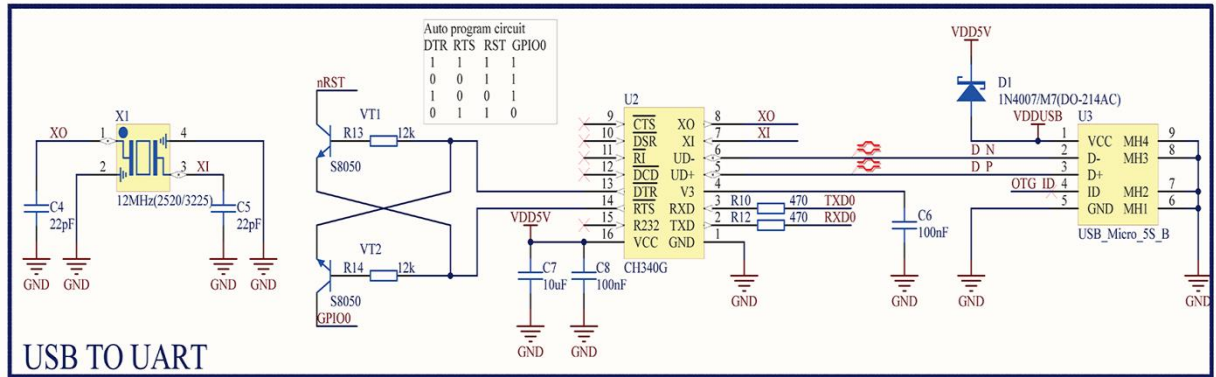 Auto program circuit
DTR RTS RST GPIO0
1 1 1 1
0 0 1 1
1 0 0 1
0 1 1 0
XO
X1
1
4
2
3
XI
12MHz(2520/3225)
C4
22pF
C5
22pF
GND
GND
GND
GND
nRST
VT1
R13
12k
S8050
VT2
R14
12k
S8050
GPIO0
U2
9 CTS XO 8 XO
10 DSR XI 7 XI
11 RI UD- 6
12 DCD UD+ 5
13 DTR V3 4
14 RTS RXD 3 R10 470 TXD0
15 R232 TXD 2 R12 470 RXD0
16 VCC GND 1
CH340G
VDD5V
C7
10uF
C8
100nF
GND
GND
GND
C6
100nF
GND
VDD5V
D1
1N4007/M7(DO-214AC)
VDDUSB
U3
1 VCC MH4 9
D_N 2 D- MH3 8
D_P 3 D+
OTG_ID 4 ID MH2 7
5 GND MH1 6
USB_Micro_5S_B
GND
GND
USB TO UART